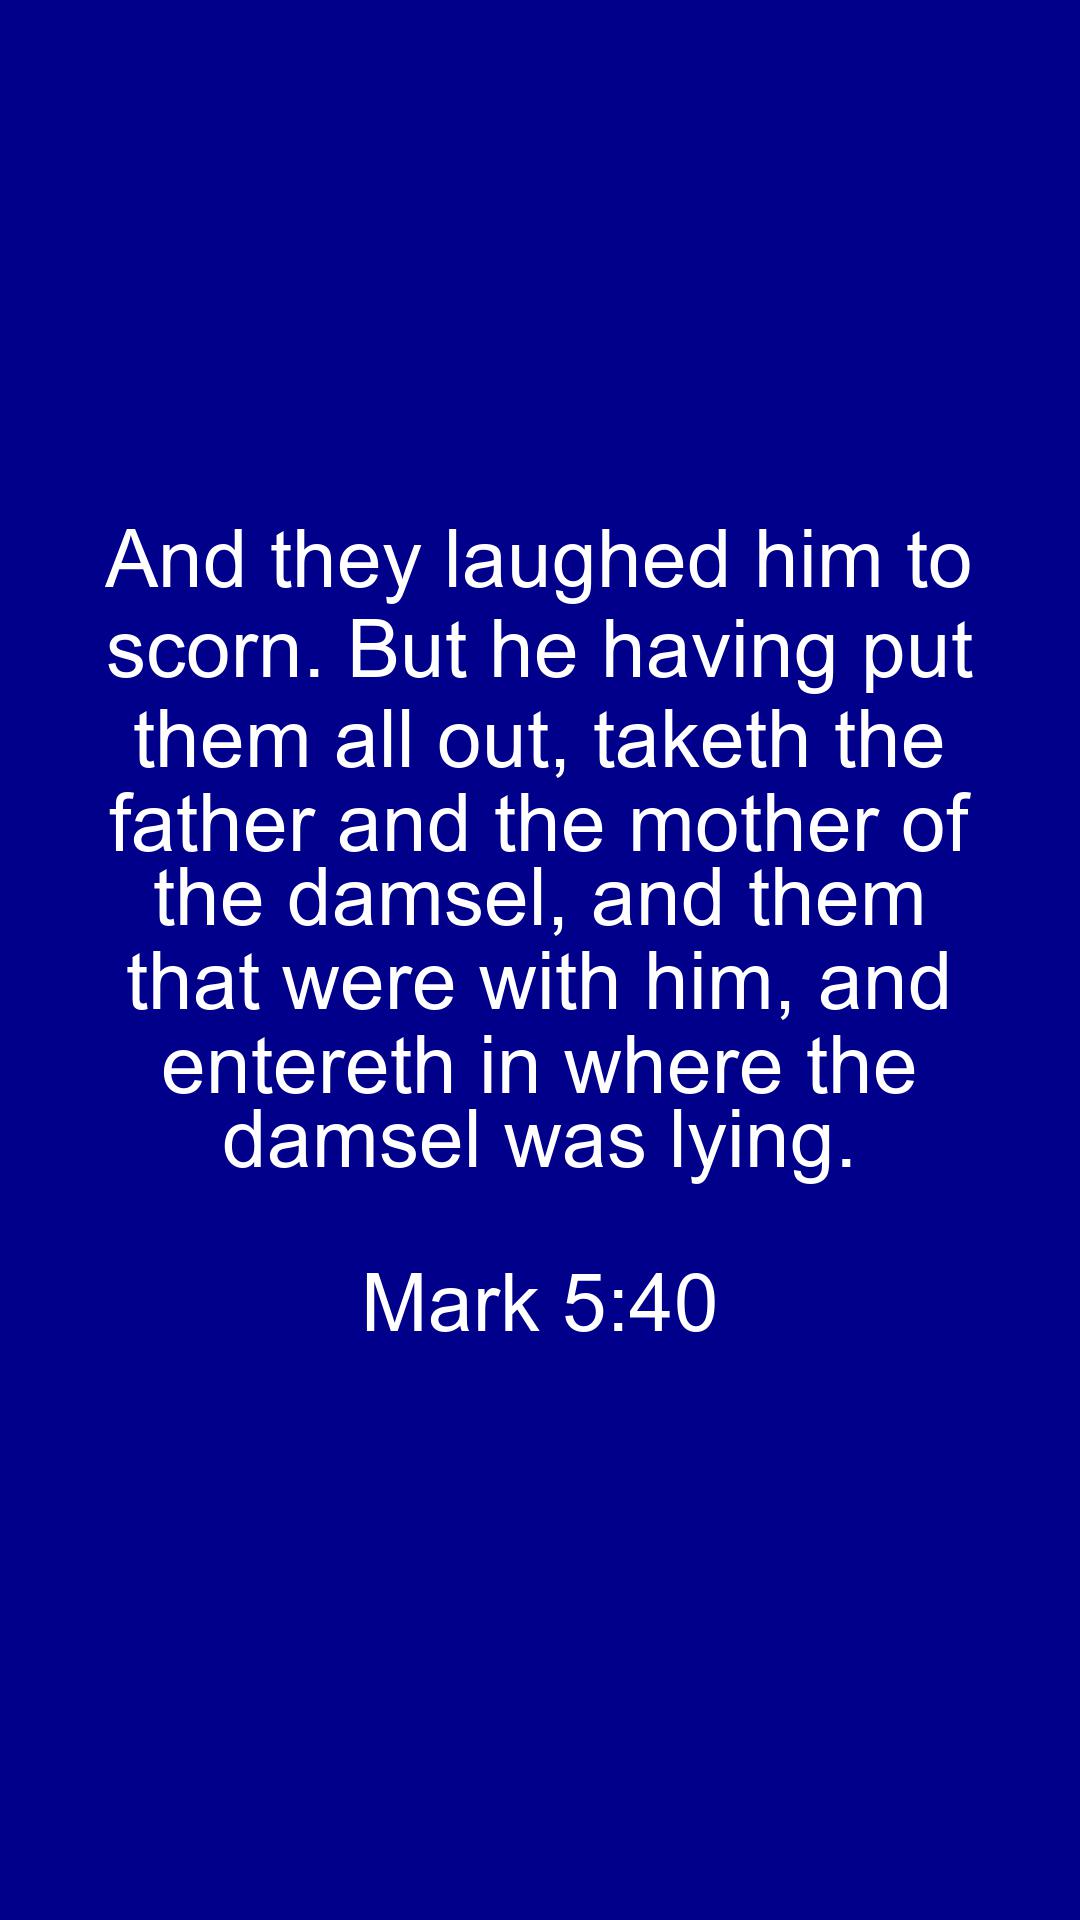 And they laughed him to
scorn. But he having put
them all out, taketh the
father and the mother of
the damsel, and them
that were with him, and
entereth in where the
damsel was lying.
Mark 5:40